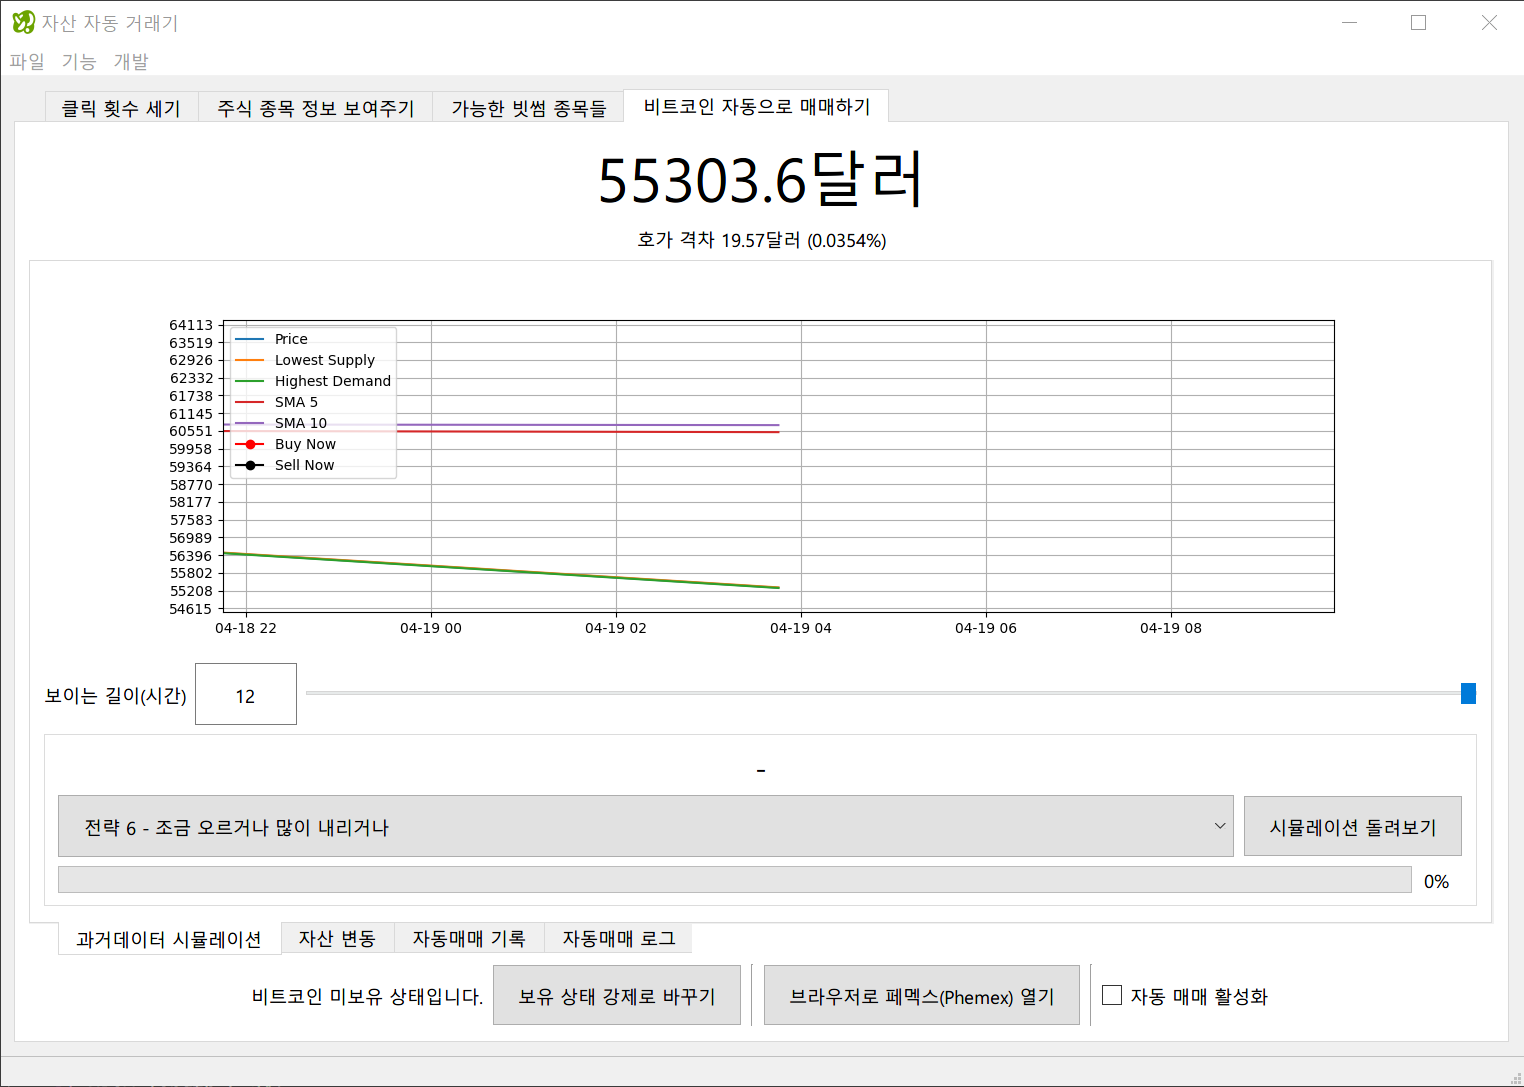 자산 자동 거래기
파일 기능 개발
클릭 횟수 세기 주식 종목 정보 보여주기 가능한 빗썸 종목들 비트코인 자동으로 매매하기
55303.6달러
호가 격차 19.57달러 (0.0354%)
64113
63519
62926
62332
61738
61145
60551
59958
59364
58770
58177
57583
56989
56396
55802
55208
54615
Price
Lowest Supply
Highest Demand
SMA 5
SMA 10
Buy Now
Sell Now
04-18 22 04-19 00 04-19 02 04-19 04 04-19 06 04-19 08
보이는 길이(시간) 12
-
전략 6 - 조금 오르거나 많이 내리거나 시뮬레이션 돌려보기
0%
과거데이터 시뮬레이션 자산 변동 자동매매 기록 자동매매 로그
비트코인 미보유 상태입니다. 보유 상태 강제로 바꾸기 브라우저로 페멕스(Phemex) 열기 자동 매매 활성화